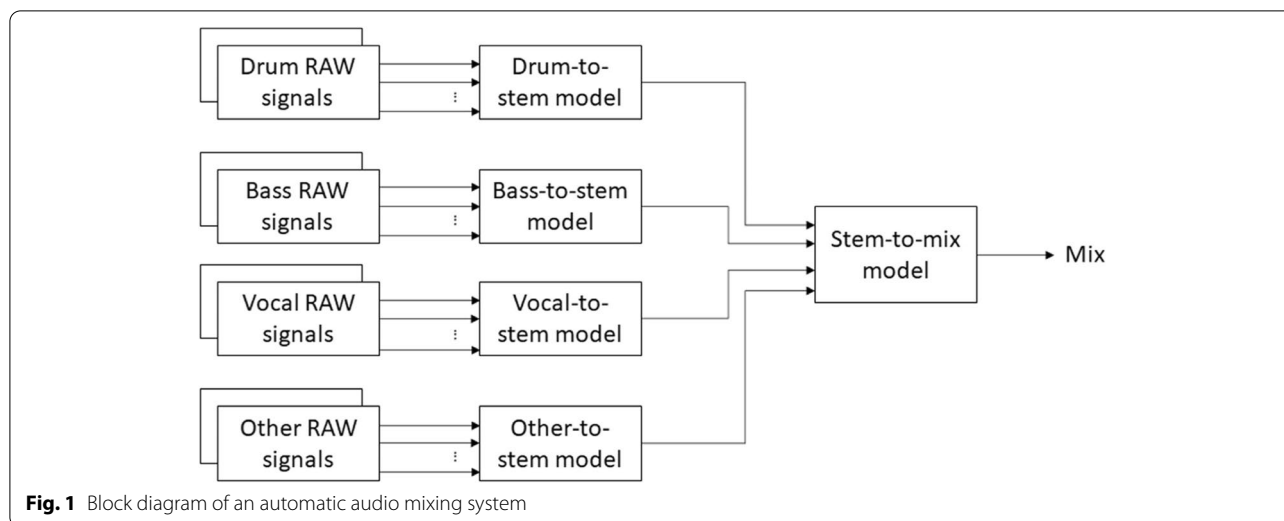 Drum RAW
signals
⋮
Drum-to-
stem model
Bass RAW
signals
⋮
Bass-to-stem
model
Vocal RAW
signals
⋮
Vocal-to-
stem model
Other RAW
signals
⋮
Other-to-
stem model
Stem-to-mix
model
Mix
Fig. 1 Block diagram of an automatic audio mixing system